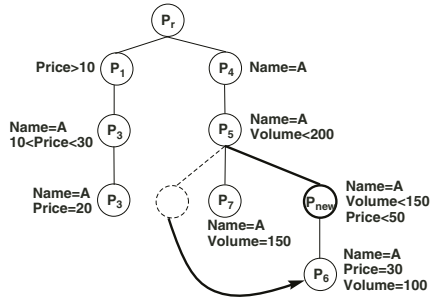 Pr
Price>10
P1
P4
Name=A
Name=A
10<Price<30
P3
P5
Name=A
Volume<200
Name=A
Price=20
P3
P7
Name=A
Volume=150
Pnew
Name=A
Volume<150
Price<50
P6
Name=A
Price=30
Volume=100